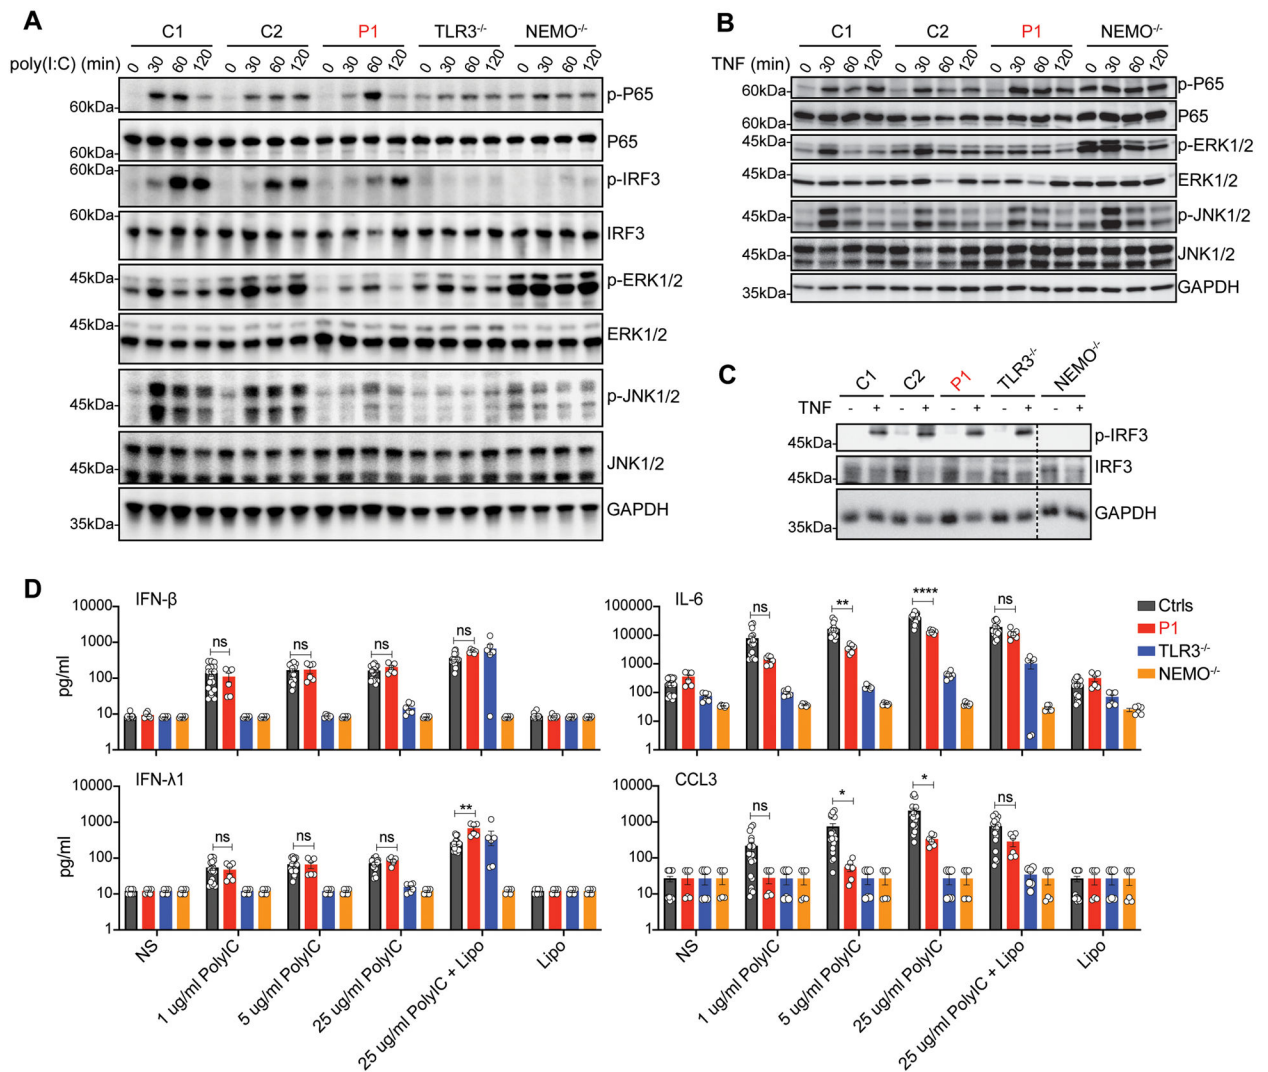 A
C1 C2 P1 TLR3-/- NEMO-/-
poly(I:C) (min) 0 30 60 120 0 30 60 120 0 30 60 120 0 30 60 120 0 30 60 120
60kDa p-P65
60kDa P65
60kDa p-IRF3
60kDa IRF3
45kDa p-ERK1/2
45kDa ERK1/2
45kDa p-JNK1/2
45kDa JNK1/2
35kDa GAPDH
B
C1 C2 P1 NEMO-/-
TNF (min) 0 30 60 120 0 30 60 120 0 30 60 120 0 30 60 120
60kDa p-P65
60kDa P65
45kDa p-ERK1/2
45kDa ERK1/2
45kDa p-JNK1/2
45kDa JNK1/2
35kDa GAPDH
C
C1 C2 P1 TLR3-/- NEMO-/-
TNF - + - + - + - + - +
45kDa p-IRF3
45kDa IRF3
35kDa GAPDH
D
IFN-β
pg/ml
10000
1000
100
10
1
ns ns ns ns
IL-6
100000
10000
1000
100
10
1
ns ** **** ns
Ctrls
P1
TLR3-/-
NEMO-/-
IFN-λ1
pg/ml
10000
1000
100
10
1
ns ns ns **
NS
1 ug/ml PolyIC
5 ug/ml PolyIC
25 ug/ml PolyIC
25 ug/ml PolyIC + Lipo
Lipo
CCL3
10000
1000
100
10
1
ns * * ns
NS
1 ug/ml PolyIC
5 ug/ml PolyIC
25 ug/ml PolyIC
25 ug/ml PolyIC + Lipo
Lipo